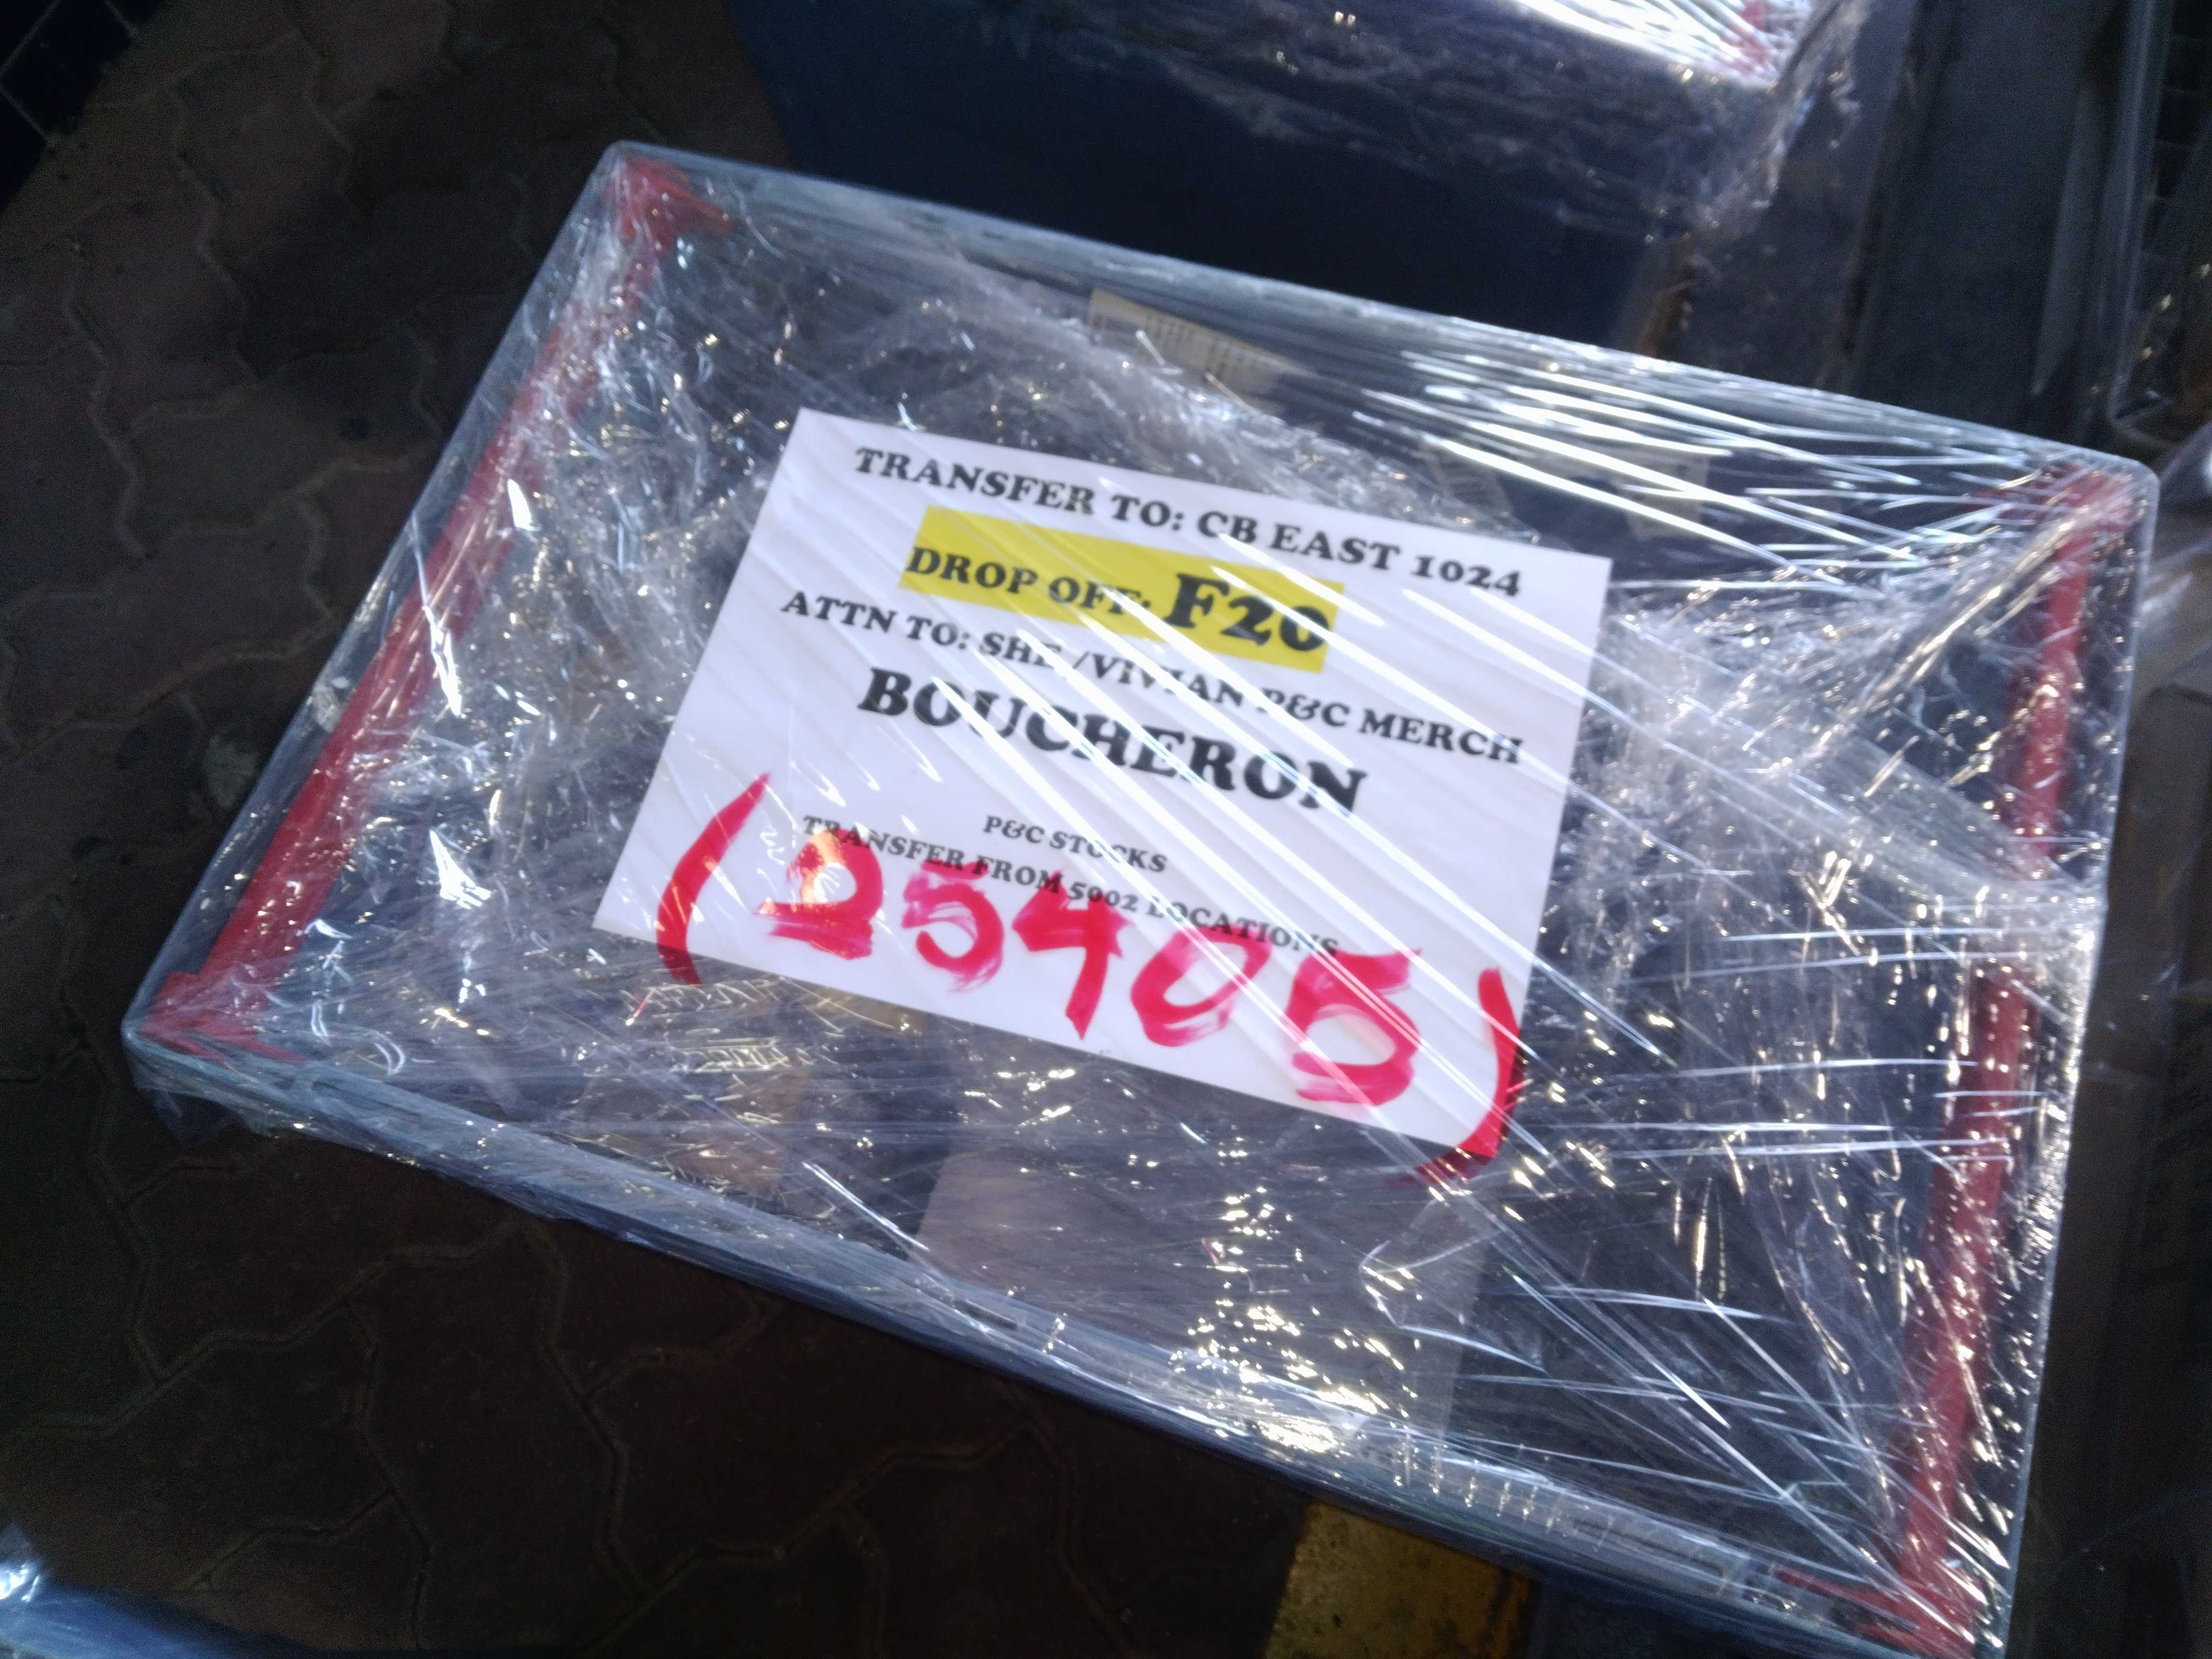 TRANSFER TO: CB EAST 1024
DROP OFF: F20
ATTN TO: SHE /VIVIAN P&C MERCH
BOUCHERON
P&C STOCKS
TRANSFER FROM 5002 LOCATIONS
(25405)